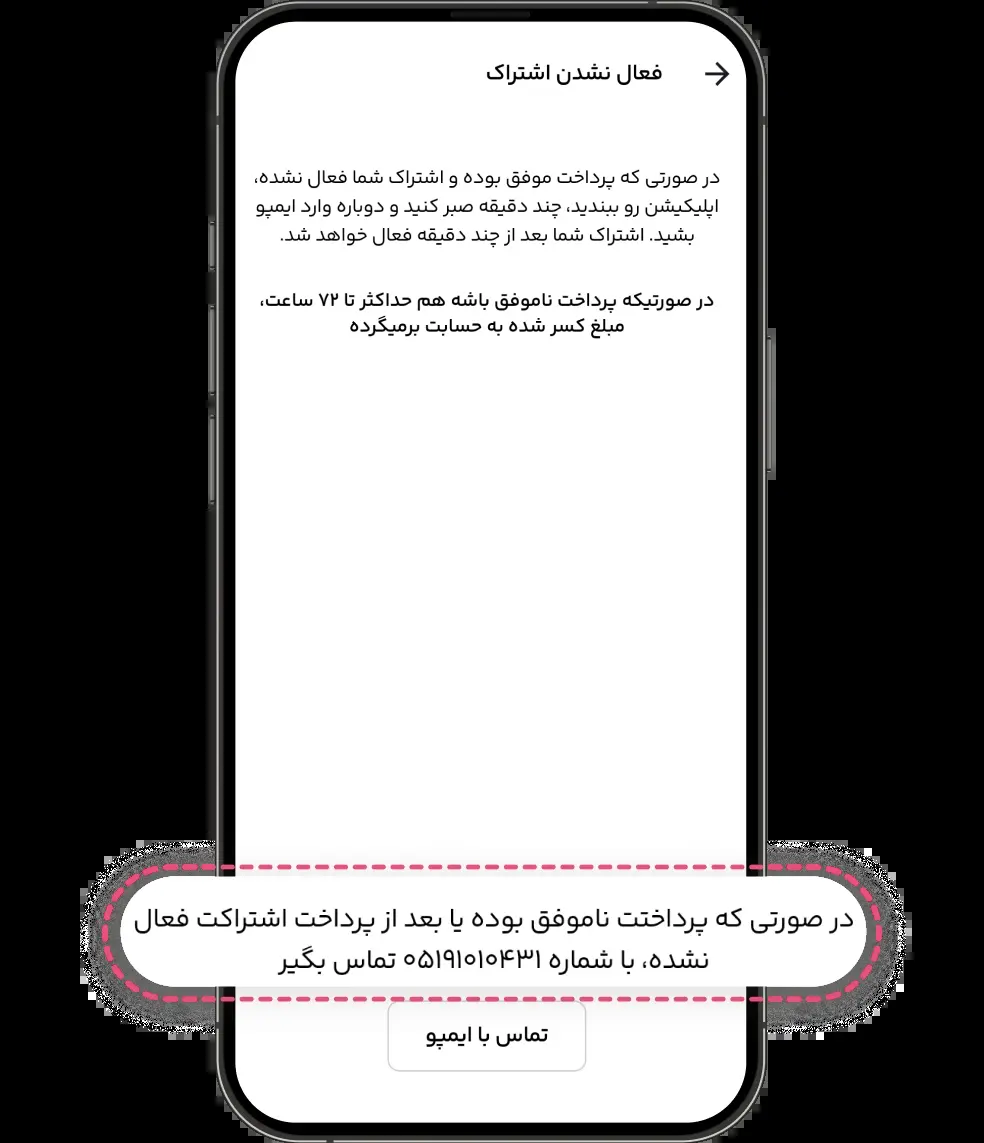 فعال نشدن اشتراک
در صورتی که پرداخت موفق بوده و اشتراک شما فعال نشده،
اپلیکیشن رو ببندید، چند دقیقه صبر کنید و دوباره وارد ایمپو
بشید. اشتراک شما بعد از چند دقیقه فعال خواهد شد.
در صورتیکه پرداخت ناموفق باشه هم حداکثر تا ۷۲ ساعت،
مبلغ کسر شده به حسابت برمیگرده
در صورتی که پرداختت ناموفق بوده یا بعد از پرداخت اشتراکت فعال
نشده، با شماره ۰۵۱۹۱۰۱۰۴۳۱ تماس بگیر
تماس با ایمپو